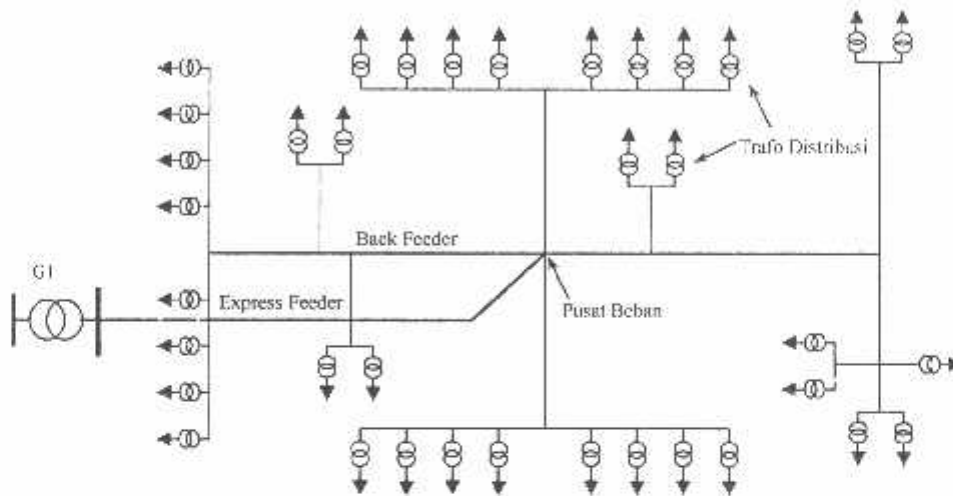 Trafo Distribusi
Back Feeder
GI
Express Feeder
Pusat Beban